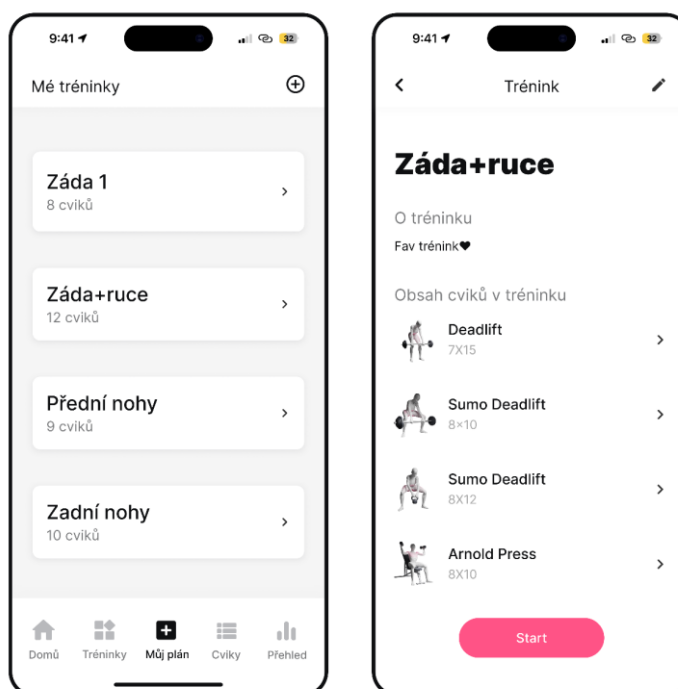 9:41
32
Mé tréninky
Záda 1
8 cviků
Záda+ruce
12 cviků
Přední nohy
9 cviků
Zadní nohy
10 cviků
Domů
Tréninky
Můj plán
Cviky
Přehled
9:41
32
Trénink
Záda+ruce
O tréninku
Fav trénink♥
Obsah cviků v tréninku
Deadlift
7X15
Sumo Deadlift
8×10
Sumo Deadlift
8X12
Arnold Press
8X10
Start